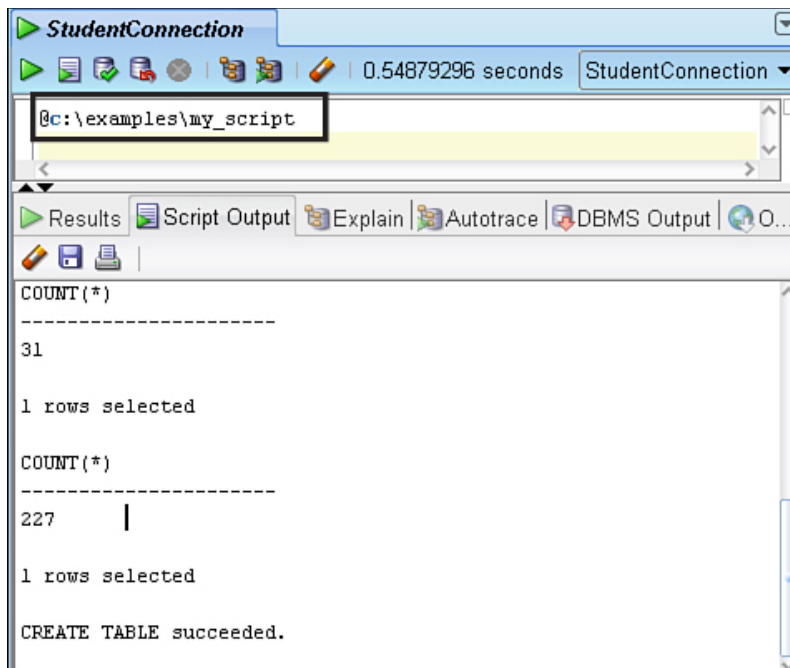 StudentConnection
0.54879296 seconds StudentConnection
@c:\examples\my_script
Results Script Output Explain Autotrace DBMS Output O...
COUNT(*)
----------------------
31
1 rows selected
COUNT(*)
----------------------
227
1 rows selected
CREATE TABLE succeeded.